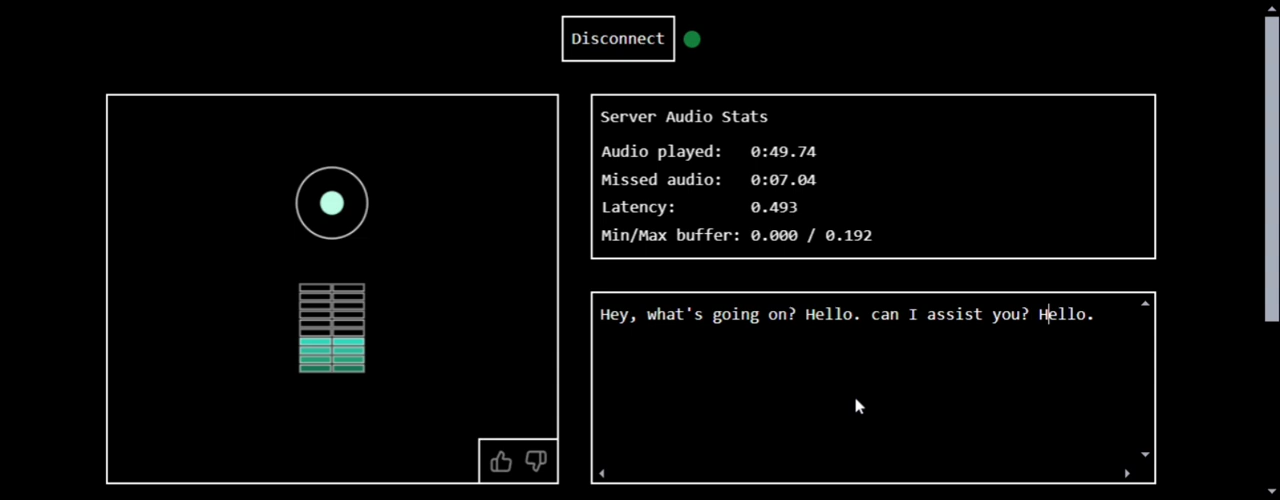 Disconnect
Server Audio Stats
Audio played: 0:49.74
Missed audio: 0:07.04
Latency: 0.493
Min/Max buffer: 0.000 / 0.192
Hey, what's going on? Hello. can I assist you? Hello.